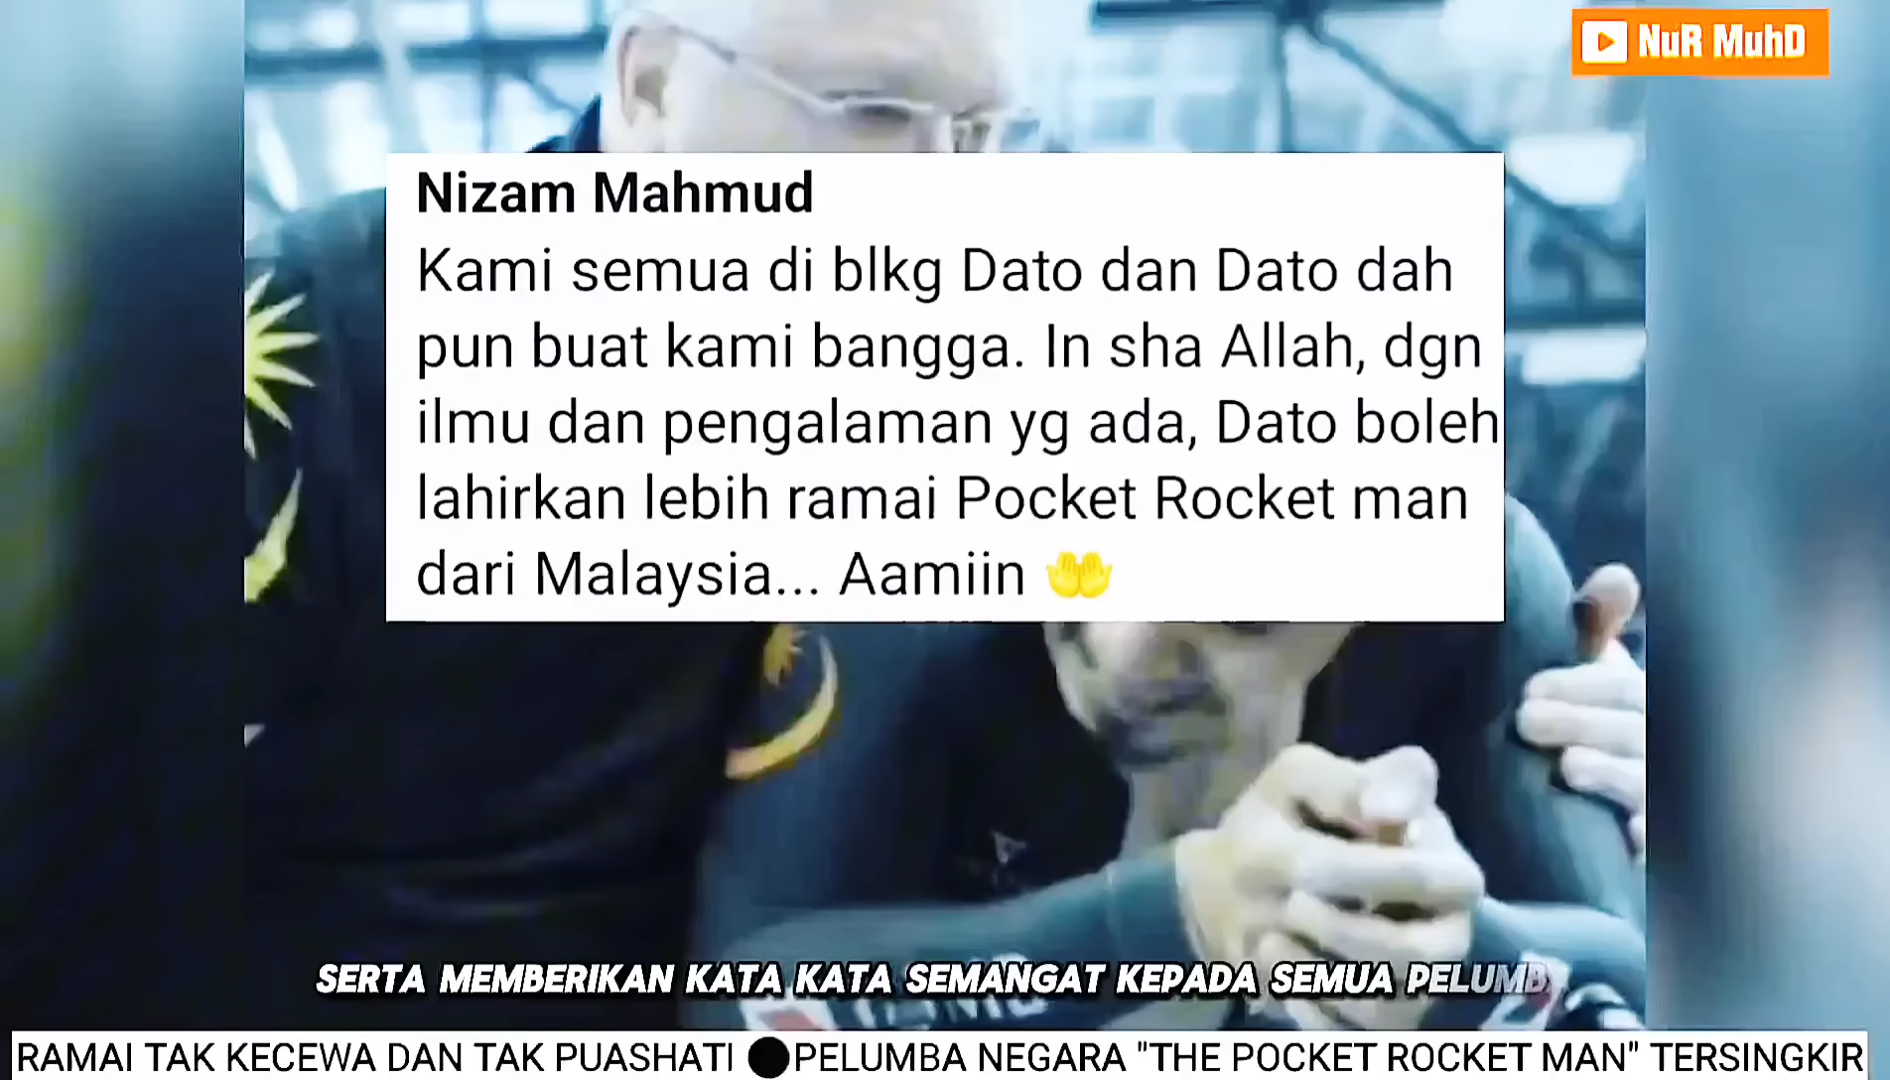 NuR MuhD
Nizam Mahmud
Kami semua di blkg Dato dan Dato dah
pun buat kami bangga. In sha Allah, dgn
ilmu dan pengalaman yg ada, Dato boleh
lahirkan lebih ramai Pocket Rocket man
dari Malaysia... Aamiin 🤲
SERTA MEMBERIKAN KATA KATA SEMANGAT KEPADA SEMUA PELUMB
RAMAI TAK KECEWA DAN TAK PUASHATI ⚫PELUMBA NEGARA "THE POCKET ROCKET MAN" TERSINGKIR